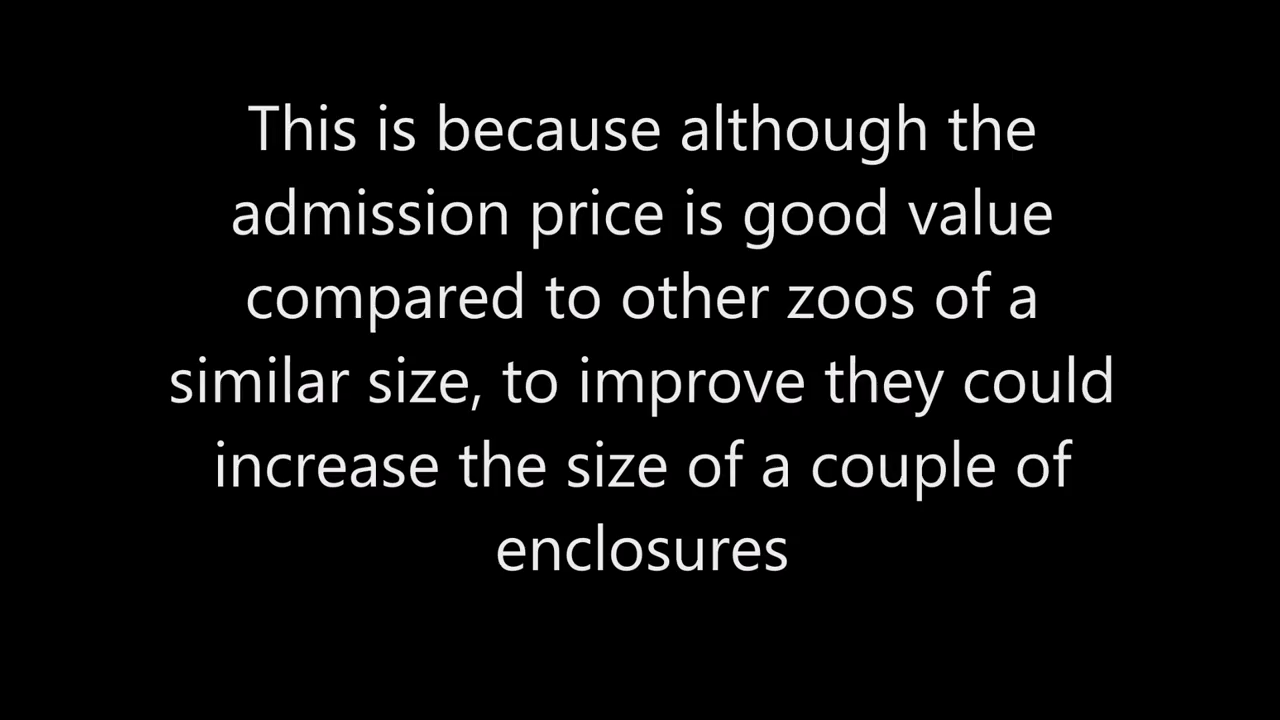 This is because although the
admission price is good value
compared to other zoos of a
similar size, to improve they could
increase the size of a couple of
enclosures